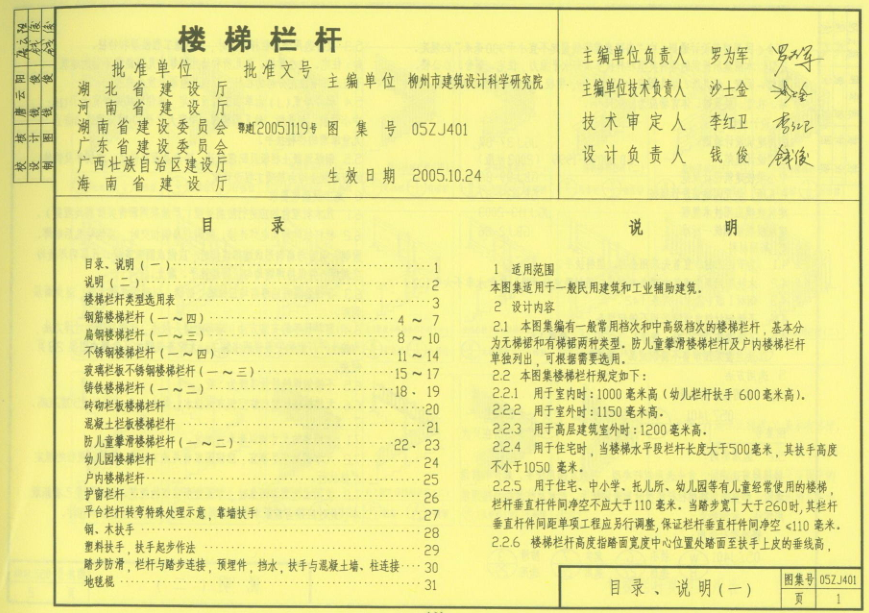 楼梯栏杆
批准单位 批准文号
湖北省建设厅
河南省建设厅
湖南省建设委员会
广东省建设委员会
广西壮族自治区建设厅
海南省建设厅
鄂建[2005]119号
主编单位 柳州市建筑设计科学研究院
图集号 05ZJ401
生效日期 2005.10.24
主编单位负责人 罗为军
主编单位技术负责人 沙士金
技术审定人 李红卫
设计负责人 钱俊
校核 唐云阳
设计 钱俊
制图 钱俊
目录
目录、说明(一) 1
说明(二) 2
楼梯栏杆类型选用表 3
钢筋楼梯栏杆(一~四) 4~7
扁钢楼梯栏杆(一~三) 8~10
不锈钢楼梯栏杆(一~四) 11~14
玻璃栏板不锈钢楼梯栏杆(一~三) 15~17
铸铁楼梯栏杆(一~二) 18、19
砖砌栏板楼梯栏杆 20
混凝土栏板楼梯栏杆 21
防儿童攀滑楼梯栏杆(一~二) 22、23
幼儿园楼梯栏杆 24
户内楼梯栏杆 25
护窗栏杆 26
平台栏杆转弯特殊处理示意，靠墙扶手 27
钢、木扶手 28
塑料扶手，扶手起步作法 29
踏步防滑，栏杆与踏步连接，预埋件，挡水，扶手与混凝土墙、柱连接 30
地毯棍 31
说明
1 适用范围
本图集适用于一般民用建筑和工业辅助建筑。
2 设计内容
2.1 本图集编有一般常用档次和中高级档次的楼梯栏杆，基本分
为无梯裙和有梯裙两种类型。防儿童攀滑楼梯栏杆及户内楼梯栏杆
单独列出，可根据需要选用。
2.2 本图集楼梯栏杆规定如下：
2.2.1 用于室内时：1000毫米高(幼儿栏杆扶手 600毫米高)。
2.2.2 用于室外时：1150毫米高。
2.2.3 用于高层建筑室外时：1200毫米高。
2.2.4 用于住宅时，当楼梯水平段栏杆长度大于500毫米，其扶手高度
不小于1050 毫米。
2.2.5 用于住宅、中小学、托儿所、幼儿园等有儿童经常使用的楼梯，
栏杆垂直杆件间净空不应大于110 毫米。当踏步宽T大于260时，其栏杆
垂直杆件间距单项工程应另行调整，保证栏杆垂直杆件间净空≤110 毫米。
2.2.6 楼梯栏杆高度指踏面宽度中心位置处踏面至扶手上皮的垂线高，
目录、说明(一)
图集号 05ZJ401
页 1